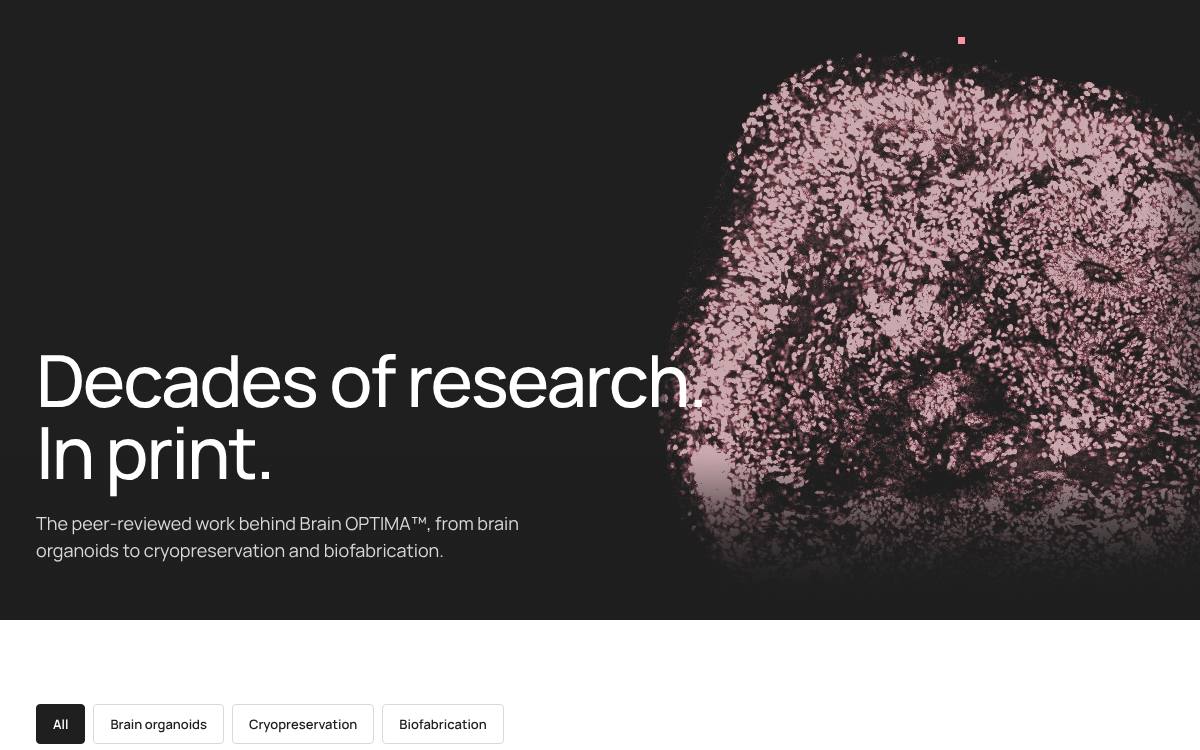 Decades of research.
In print.
The peer-reviewed work behind Brain OPTIMA™, from brain
organoids to cryopreservation and biofabrication.
All
Brain organoids
Cryopreservation
Biofabrication